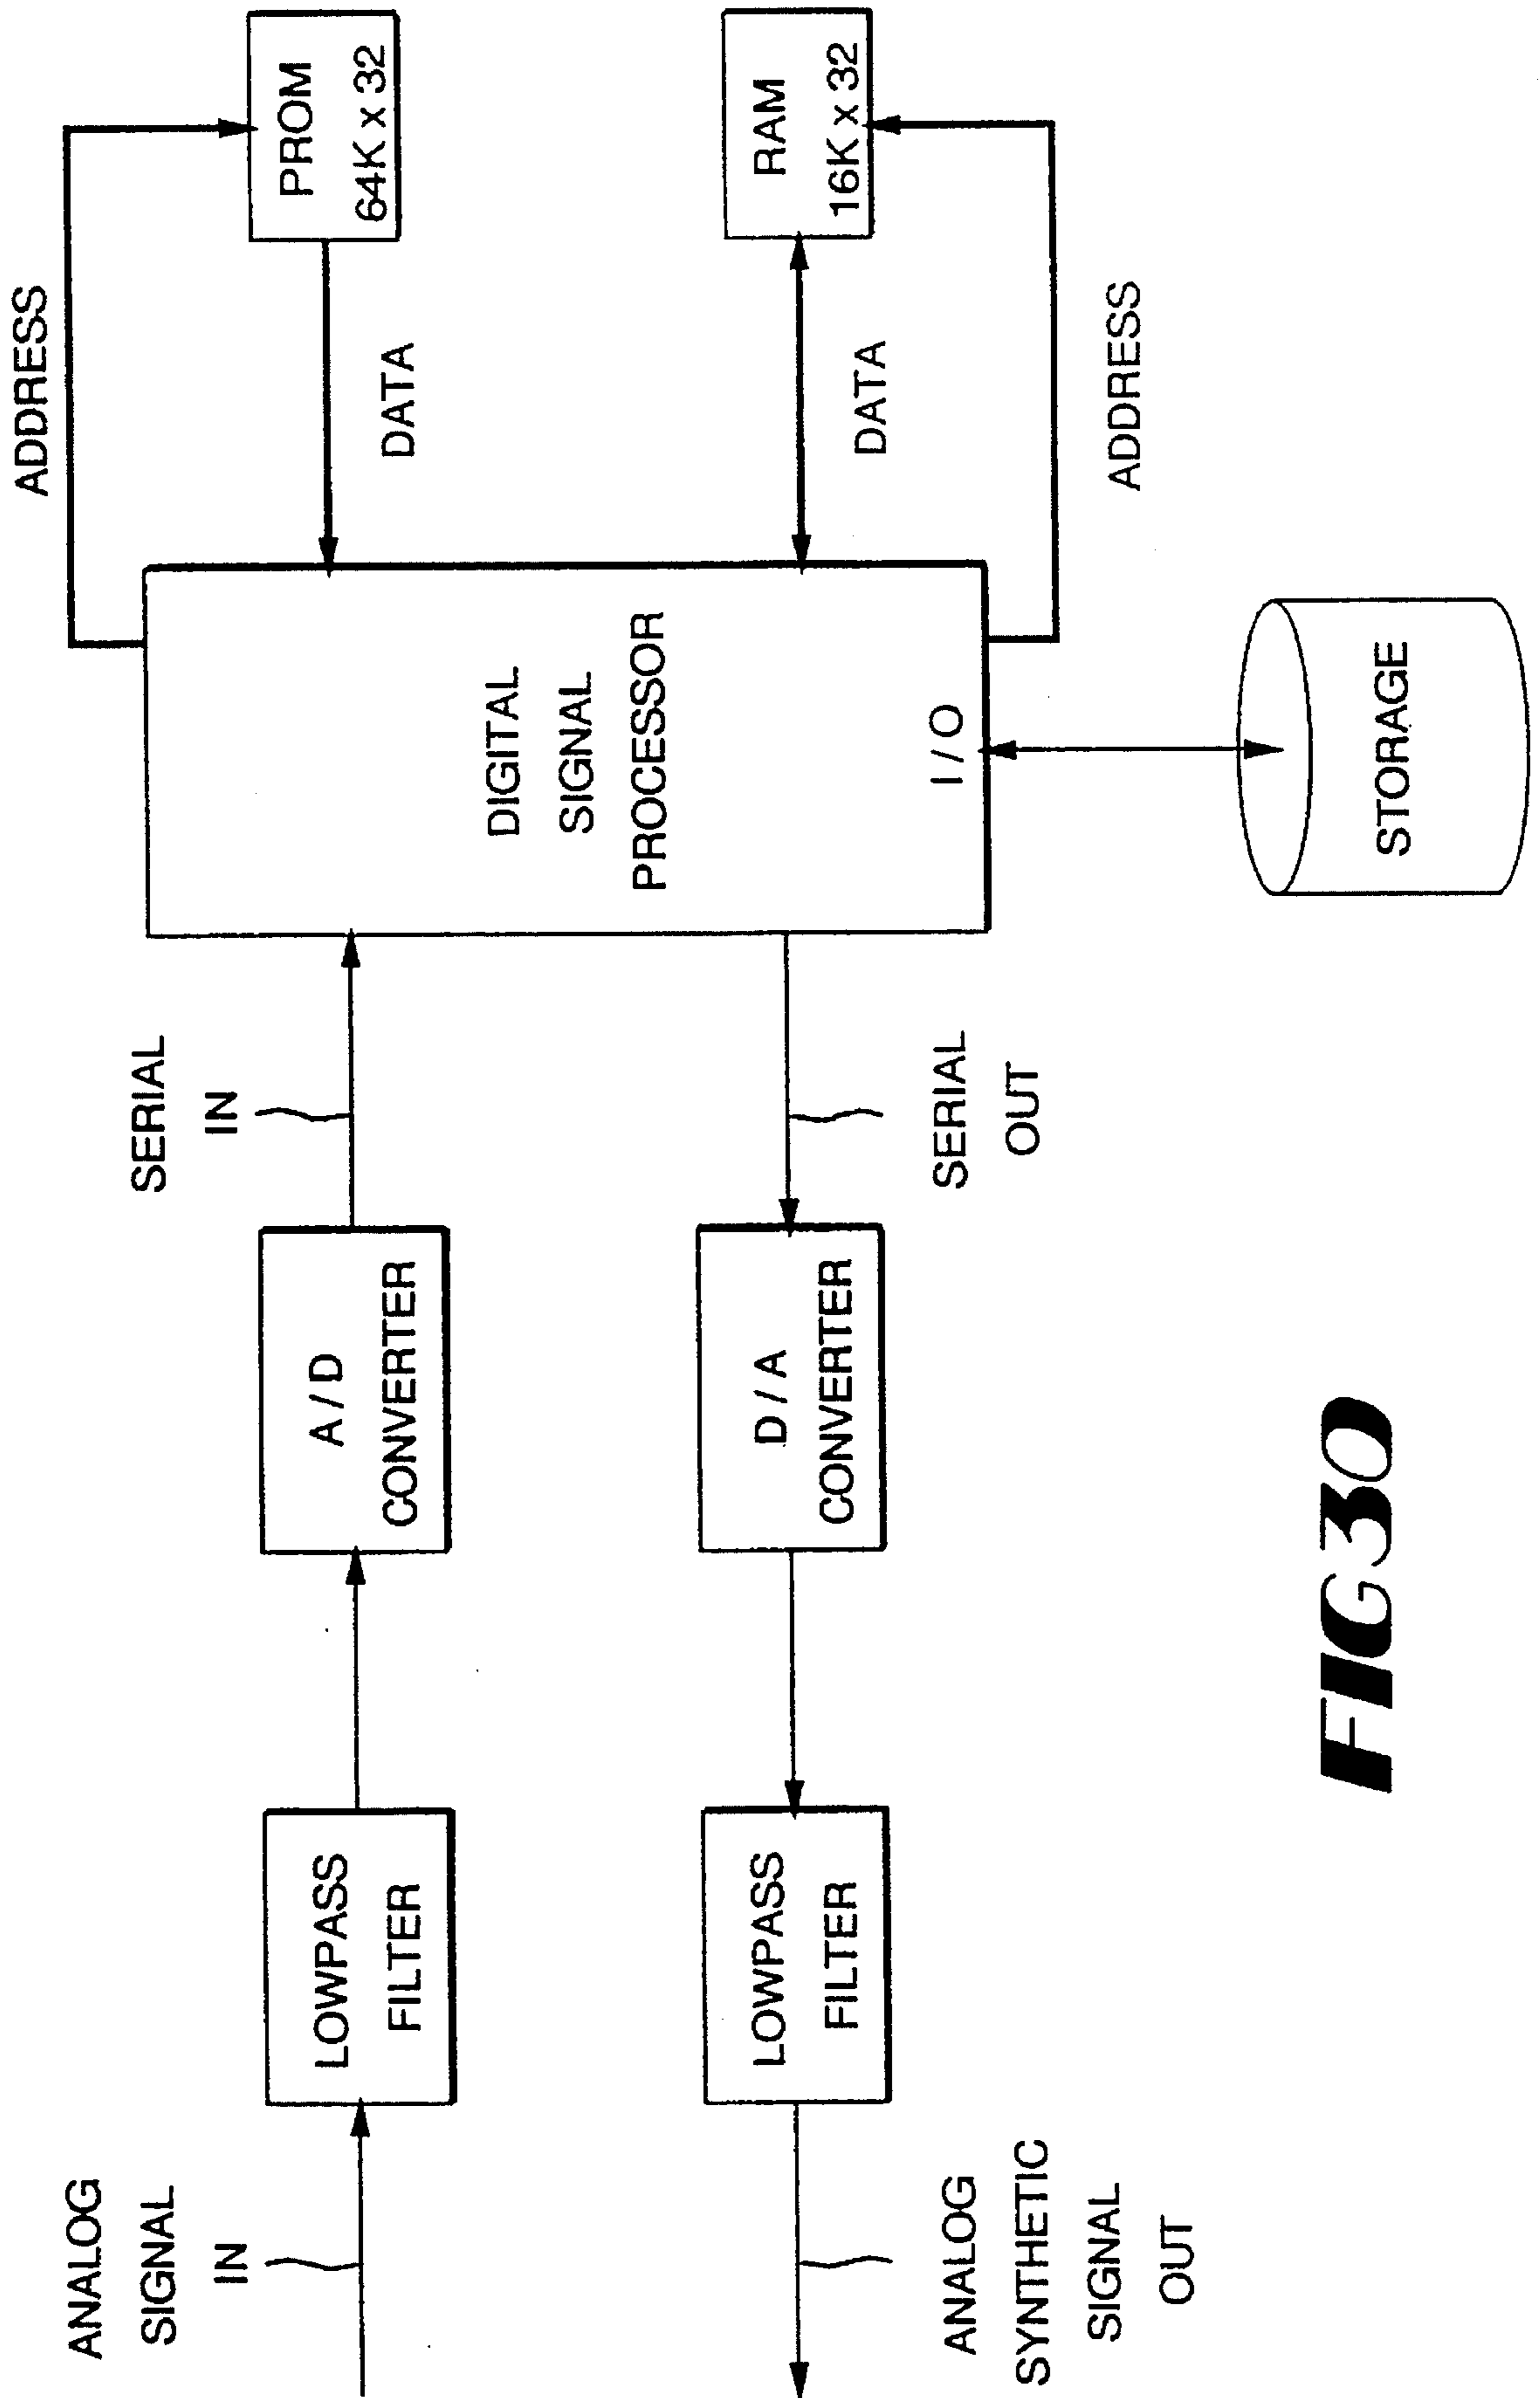 ANALOG
SIGNAL
IN
LOWPASS
FILTER
A / D
CONVERTER
SERIAL
IN
DIGITAL
SIGNAL
PROCESSOR
I / O
ADDRESS
DATA
PROM
64K x 32
ANALOG
SYNTHETIC
SIGNAL
OUT
LOWPASS
FILTER
D / A
CONVERTER
SERIAL
OUT
DATA
ADDRESS
RAM
16K x 32
STORAGE
FIG 30